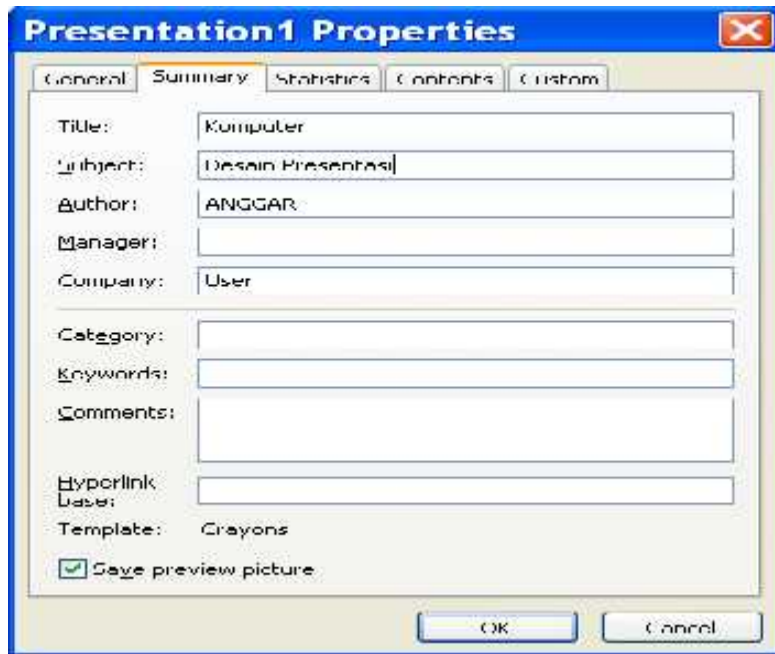 Presentation1 Properties
General Summary Statistics Contents Custom
Title: Komputer
Subject: Desain Presentasi
Author: ANGGAR
Manager:
Company: User
Category:
Keywords:
Comments:
Hyperlink
base:
Template: Crayons
Save preview picture
OK Cancel